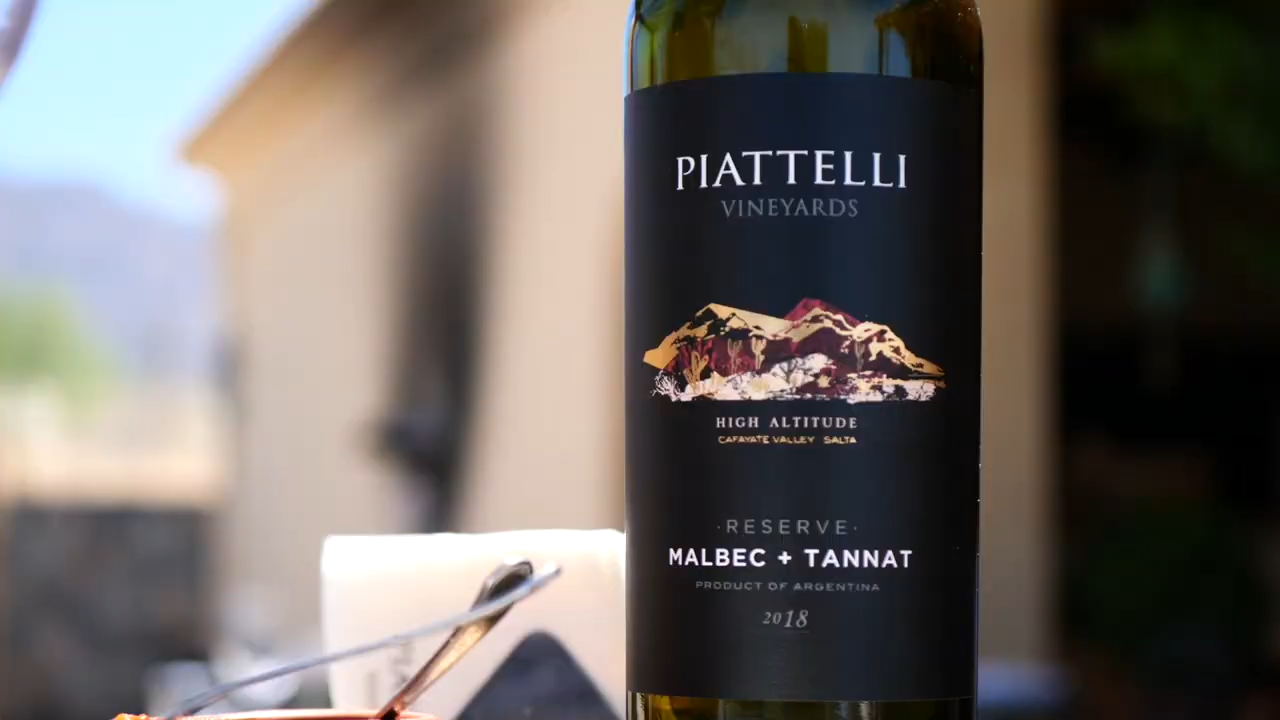 PIATTELLI
VINEYARDS
HIGH ALTITUDE
CAFAYATE VALLEY SALTA
·RESERVE·
MALBEC + TANNAT
PRODUCT OF ARGENTINA
2018